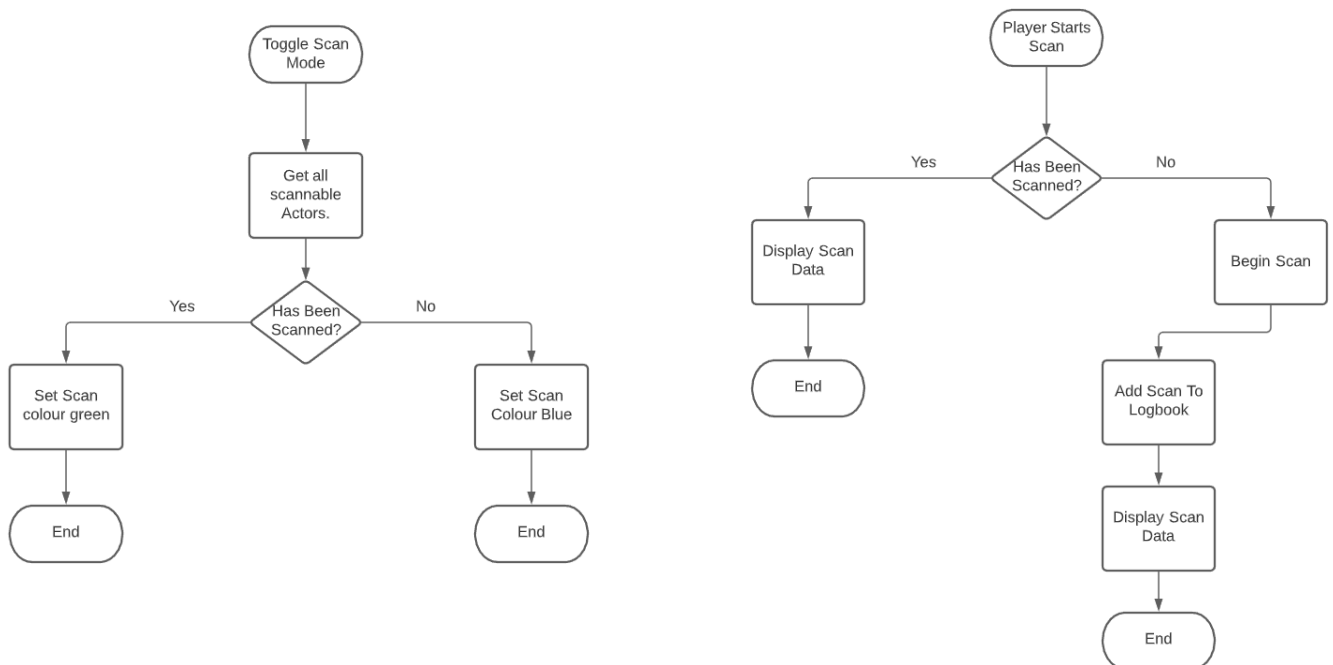 Toggle Scan
Mode
Get all
scannable
Actors.
Has Been
Scanned?
Yes
No
Set Scan
colour green
Set Scan
Colour Blue
End
End
Player Starts
Scan
Has Been
Scanned?
Yes
No
Display Scan
Data
End
Begin Scan
Add Scan To
Logbook
Display Scan
Data
End